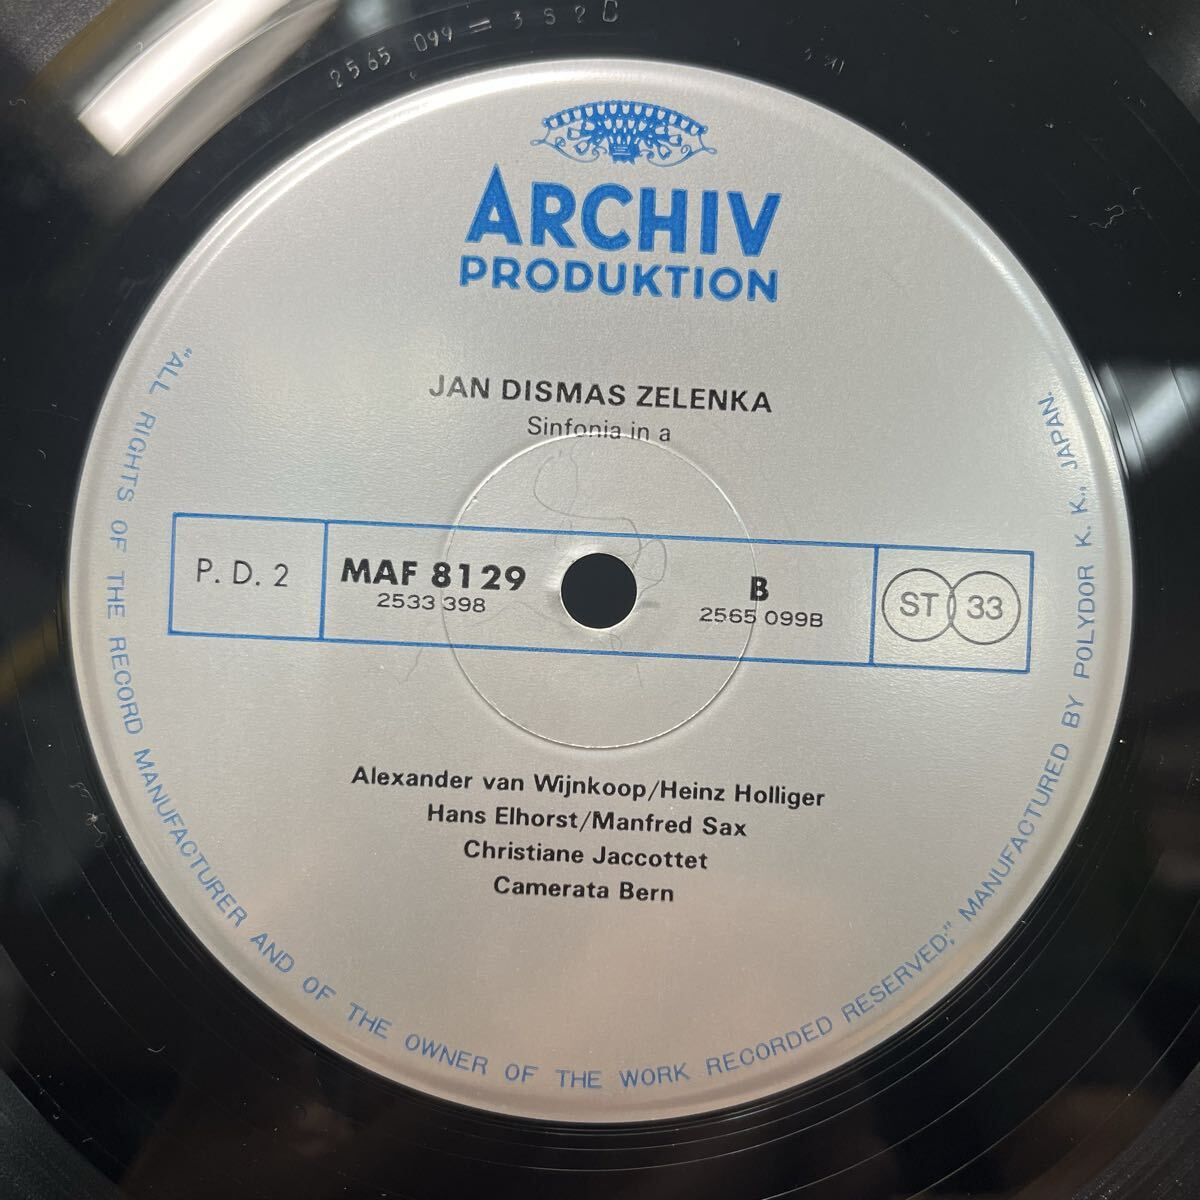 2565 099 = 3 S 2 C
ARCHIV
PRODUKTION
JAN DISMAS ZELENKA
Sinfonia in a
P. D. 2
MAF 8129
2533 398
B
2565 099B
ST 33
Alexander van Wijnkoop/Heinz Holliger
Hans Elhorst/Manfred Sax
Christiane Jaccottet
Camerata Bern
"ALL RIGHTS OF THE RECORD MANUFACTURER AND OF THE OWNER OF THE WORK RECORDED RESERVED;" MANUFACTURED BY POLYDOR K. K., JAPAN.